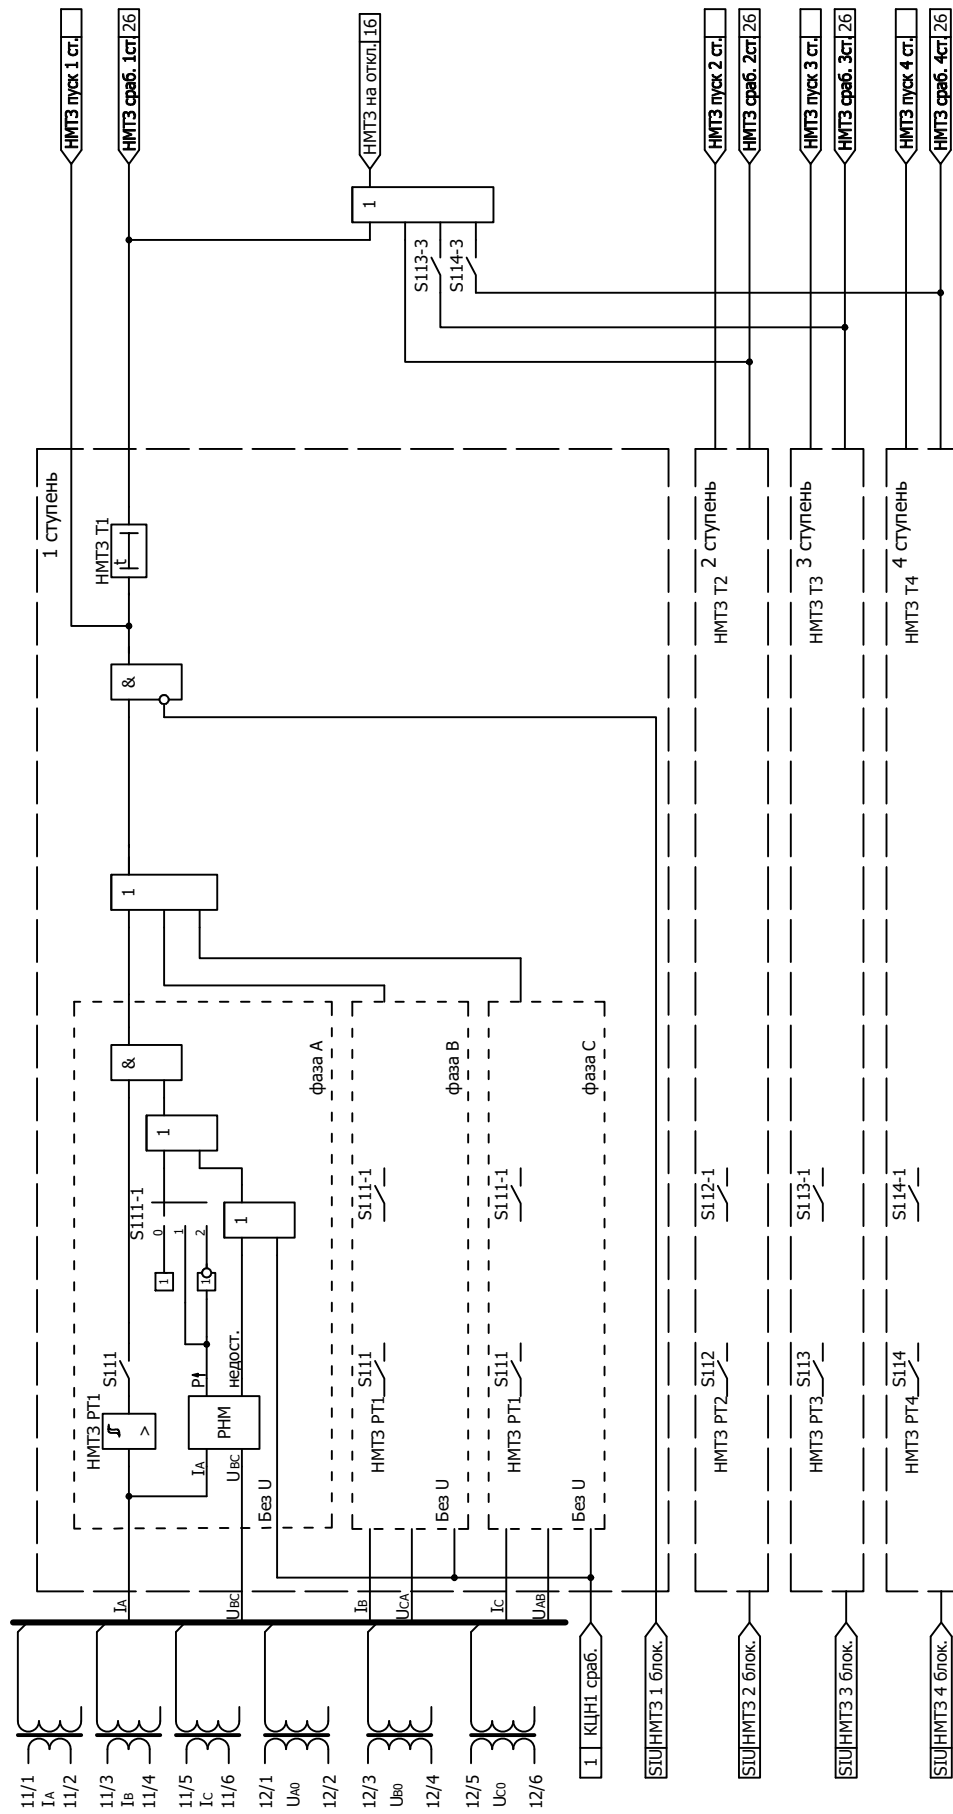 11/1
IA
11/2
11/3
IB
11/4
11/5
IC
11/6
12/1
UA0
12/2
12/3
UB0
12/4
12/5
UC0
12/6
1 КЦН1 сраб.
SIU НМТЗ 1 блок.
SIU НМТЗ 2 блок.
SIU НМТЗ 3 блок.
SIU НМТЗ 4 блок.
IA
UBC
IB
UCA
IC
UAB
1 ступень
НМТЗ РТ1
>
S111
IA
UBC
РНМ
P
недост.
Без U
S111-1
0
1
2
1
1
1
1
&
фаза A
НМТЗ РТ1
S111
S111-1
Без U
фаза B
НМТЗ РТ1
S111
S111-1
Без U
фаза C
1
&
НМТЗ Т1
t
НМТЗ РТ2
S112
S112-1
НМТЗ Т2
2 ступень
НМТЗ РТ3
S113
S113-1
НМТЗ Т3
3 ступень
НМТЗ РТ4
S114
S114-1
НМТЗ Т4
4 ступень
S113-3
S114-3
1
НМТЗ пуск 1 ст.
НМТЗ сраб. 1ст. 26
НМТЗ на откл. 16
НМТЗ пуск 2 ст.
НМТЗ сраб. 2ст. 26
НМТЗ пуск 3 ст.
НМТЗ сраб. 3ст. 26
НМТЗ пуск 4 ст.
НМТЗ сраб. 4ст. 26